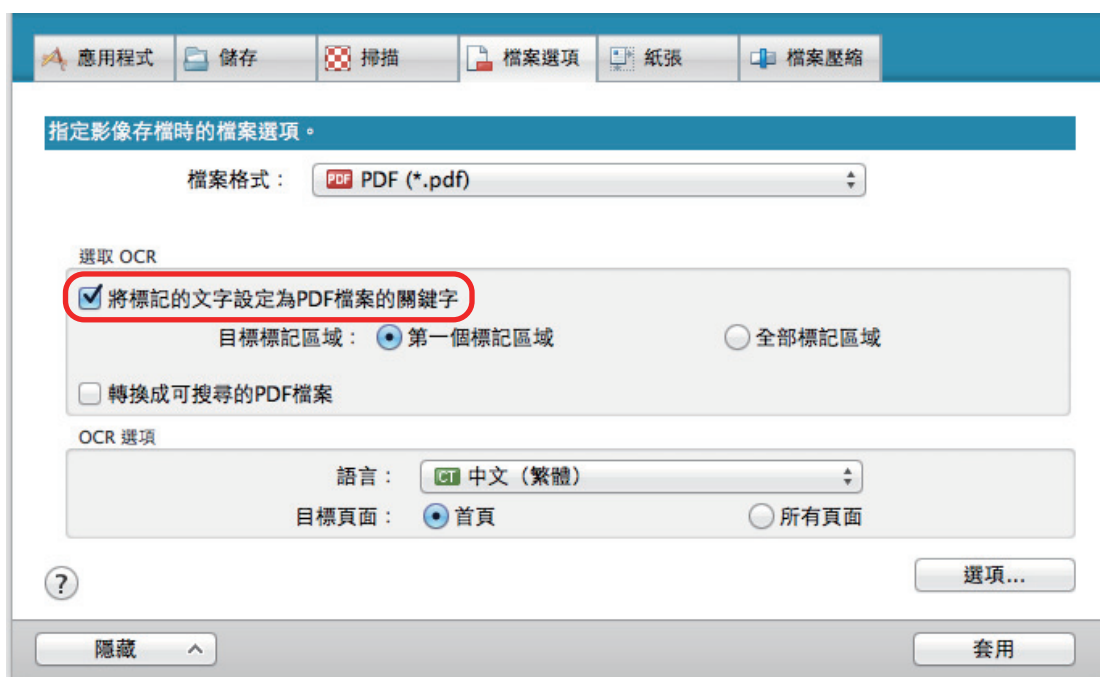 應用程式 儲存 掃描 檔案選項 紙張 檔案壓縮
指定影像存檔時的檔案選項。
檔案格式： PDF PDF (*.pdf)
選取 OCR
將標記的文字設定為PDF檔案的關鍵字
目標標記區域： 第一個標記區域 全部標記區域
轉換成可搜尋的PDF檔案
OCR 選項
語言： CT 中文（繁體）
目標頁面： 首頁 所有頁面
? 選項...
隱藏 套用